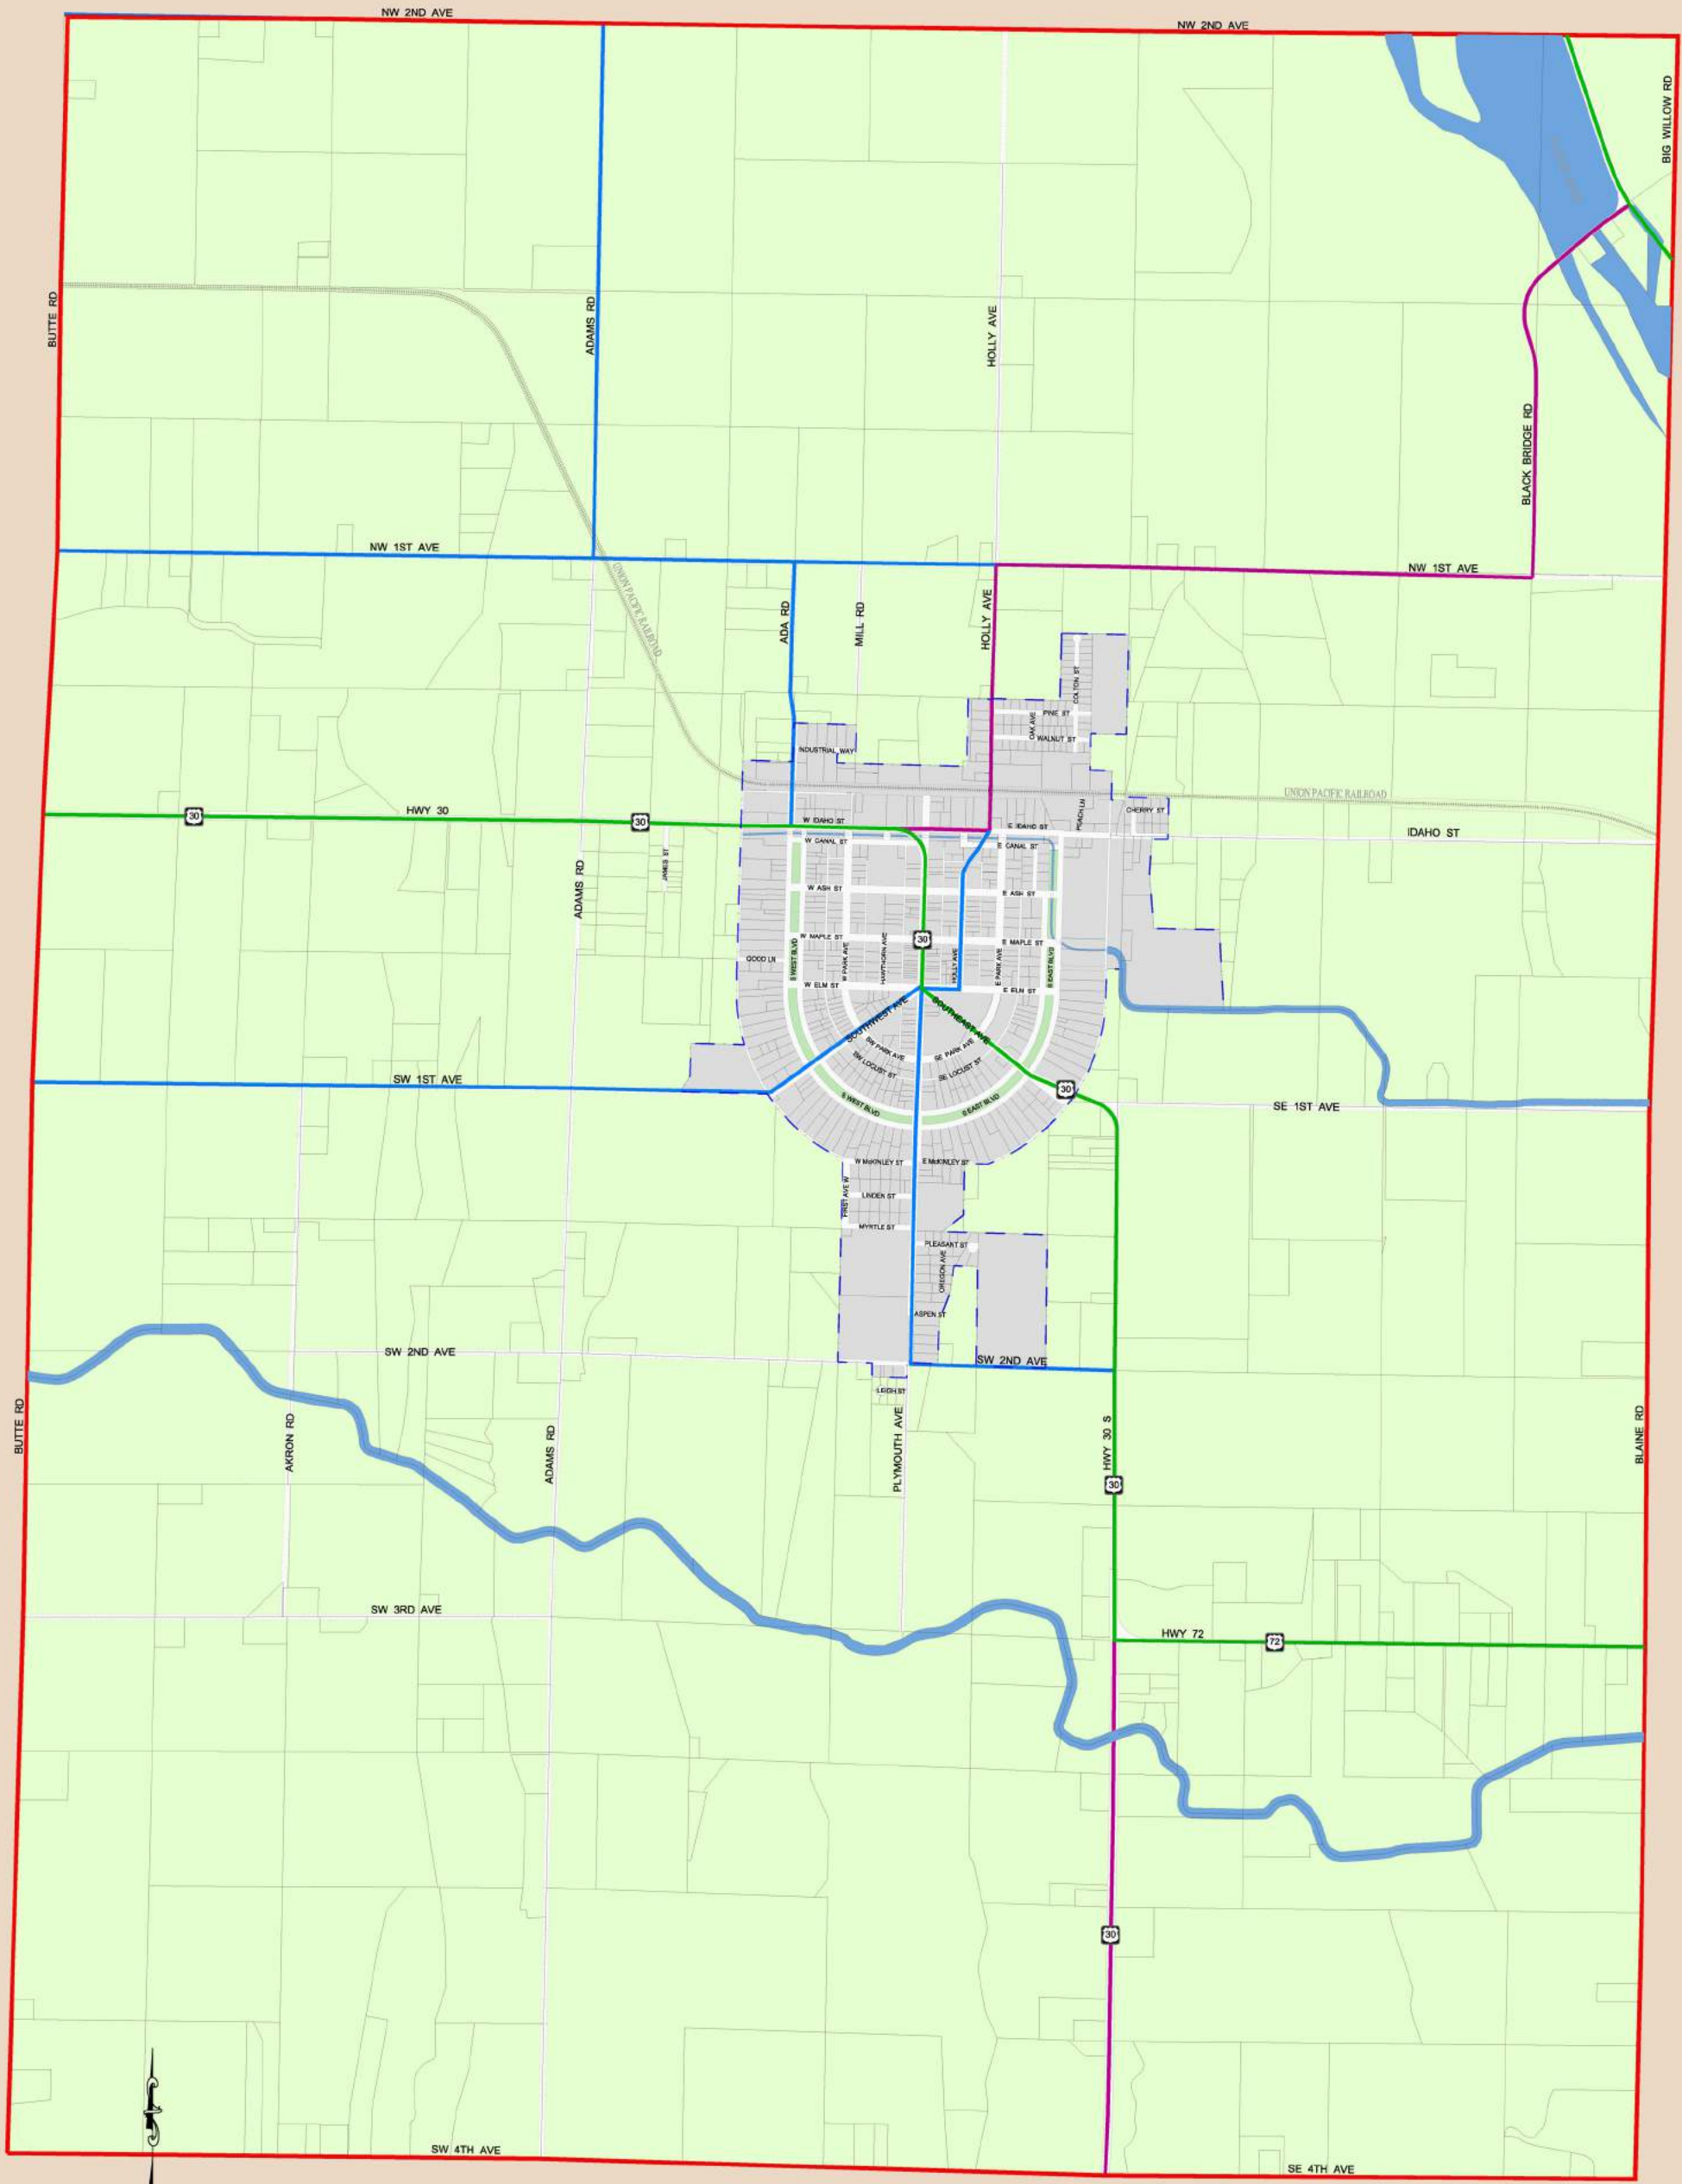 NW 2ND AVE
NW 2ND AVE
BIG WILLOW RD
BUTTE RD
ADAMS RD
HOLLY AVE
BLACK BRIDGE RD
NW 1ST AVE
NW 1ST AVE
UNION PACIFIC RAILROAD
ADA RD
MILL RD
HOLLY AVE
COLTON ST
PINE ST
OAK AVE
WALNUT ST
INDUSTRIAL WAY
UNION PACIFIC RAILROAD
PEACH LN
CHERRY ST
30
HWY 30
30
W IDAHO ST
E IDAHO ST
IDAHO ST
W CANAL ST
E CANAL ST
JAMES ST
ADAMS RD
W ASH ST
E ASH ST
W MAPLE ST
30
E MAPLE ST
GOOD LN
S WEST BLVD
W PARK AVE
HAWTHORN AVE
HOLLY AVE
E PARK AVE
S EAST BLVD
W ELM ST
E ELM ST
SOUTHWEST AVE
SOUTHEAST AVE
SW PARK AVE
SE PARK AVE
SW LOCUST ST
SE LOCUST ST
SW 1ST AVE
30
S WEST BLVD
S EAST BLVD
SE 1ST AVE
W McKINLEY ST
E McKINLEY ST
FIRST AVE W
LINDEN ST
MYRTLE ST
PLEASANT ST
OREGON AVE
ASPEN ST
SW 2ND AVE
SW 2ND AVE
LEIGH ST
BUTTE RD
AKRON RD
ADAMS RD
PLYMOUTH AVE
HWY 30 S
BLAINE RD
30
SW 3RD AVE
HWY 72
72
30
SW 4TH AVE
SE 4TH AVE